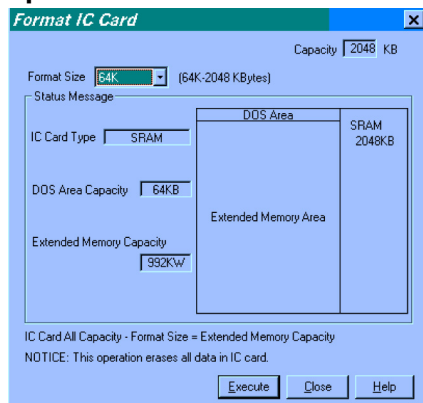 Format IC Card
Capacity 2048 KB
Format Size 64K (64K-2048 KBytes)
Status Message
DOS Area
SRAM
2048KB
IC Card Type SRAM
DOS Area Capacity 64KB
Extended Memory Area
Extended Memory Capacity
992KW
IC Card All Capacity - Format Size = Extended Memory Capacity
NOTICE: This operation erases all data in IC card.
Execute Close Help